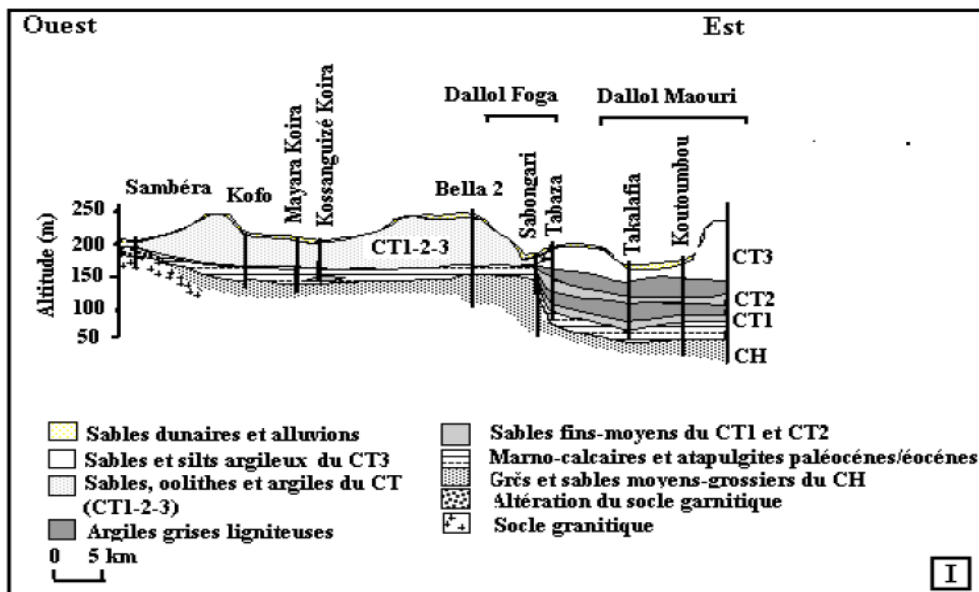 Ouest
Est
Dallol Foga
Dallol Maouri
Sambéra
Kofo
Mayara Koira
Kossanguizé Koira
Bella 2
Sabongari
Tabaza
Takalafia
Koutoumbou
Altitude (m)
250
200
150
100
50
CT1-2-3
CT3
CT2
CT1
CH
Sables dunaires et alluvions
Sables et silts argileux du CT3
Sables, oolithes et argiles du CT
(CT1-2-3)
Argiles grises ligniteuses
0 5 km
Sables fins-moyens du CT1 et CT2
Marno-calcaires et atapulgites paléocénes/éocénes
Grčs et sables moyens-grossiers du CH
Altération du socle garnitique
Socle granitique
I